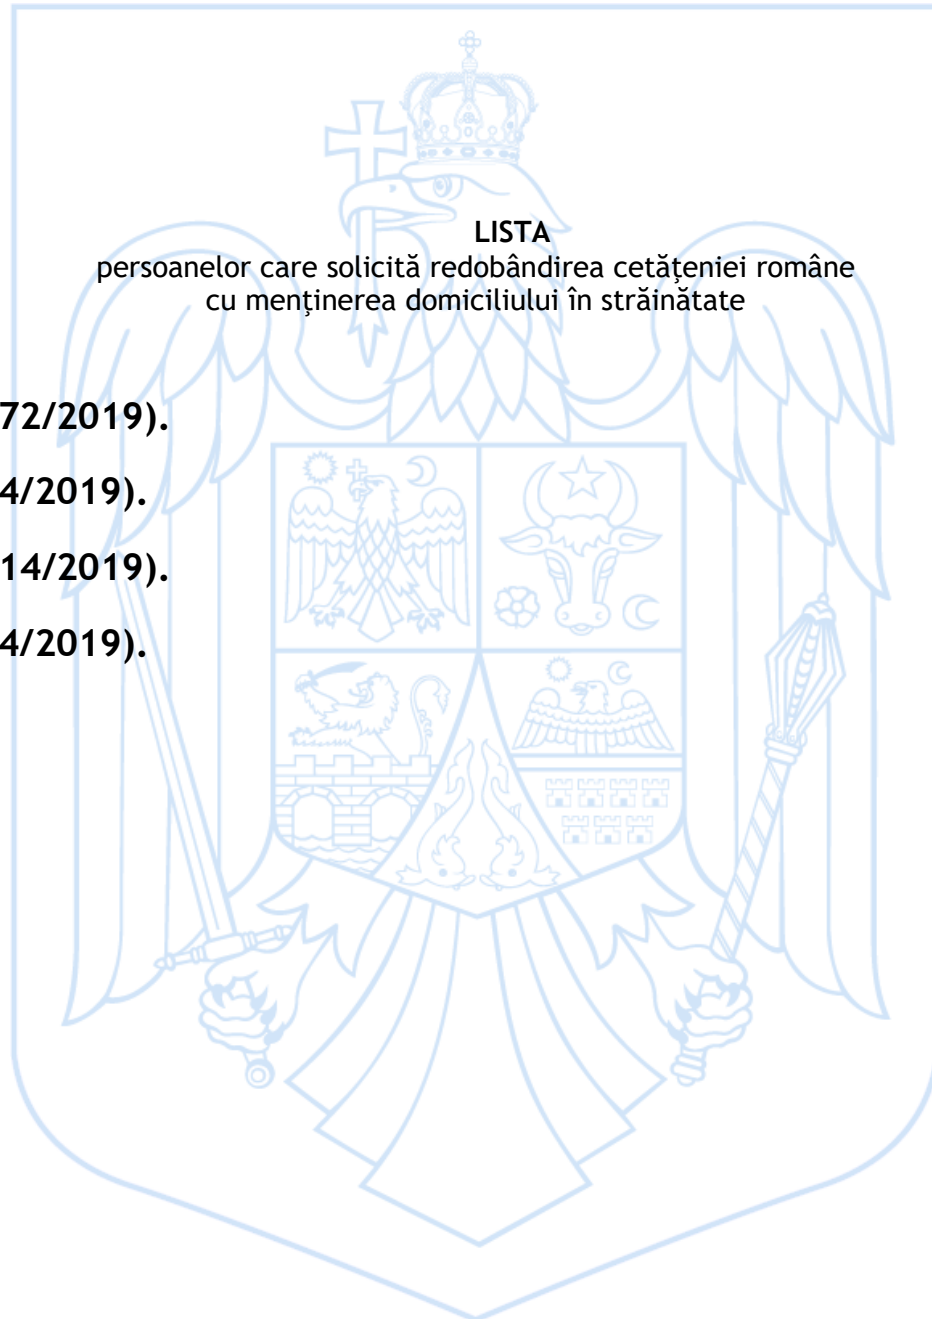 LISTA
persoanelor care solicită redobândirea cetăţeniei române
cu menţinerea domiciliului în străinătate
72/2019).
4/2019).
14/2019).
4/2019).